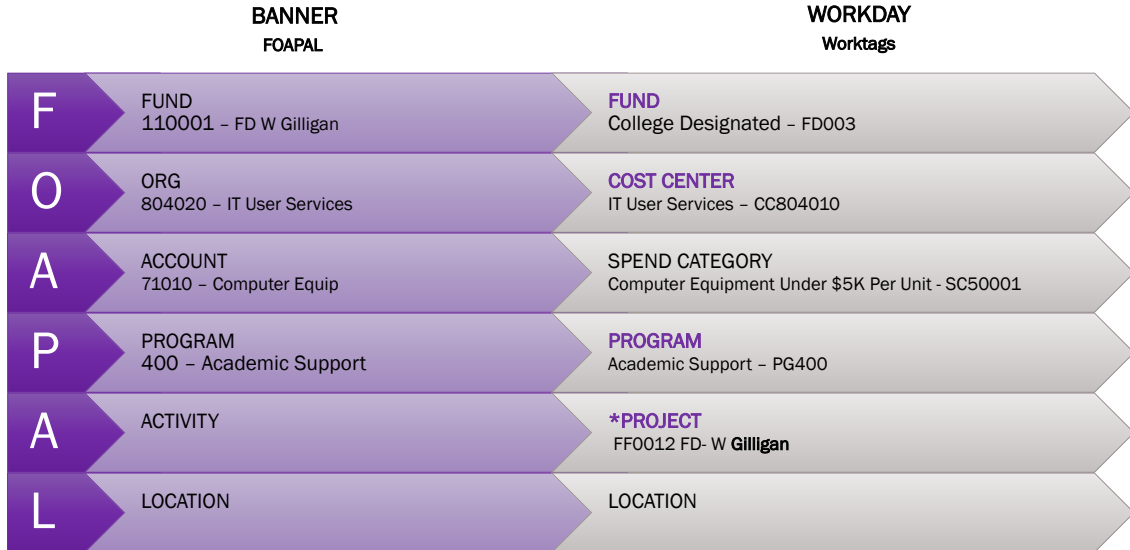 BANNER
FOAPAL
WORKDAY
Worktags
F
FUND
110001 – FD W Gilligan
FUND
College Designated – FD003
O
ORG
804020 – IT User Services
COST CENTER
IT User Services – CC804010
A
ACCOUNT
71010 – Computer Equip
SPEND CATEGORY
Computer Equipment Under $5K Per Unit - SC50001
P
PROGRAM
400 – Academic Support
PROGRAM
Academic Support – PG400
A
ACTIVITY
*PROJECT
FF0012 FD- W Gilligan
L
LOCATION
LOCATION